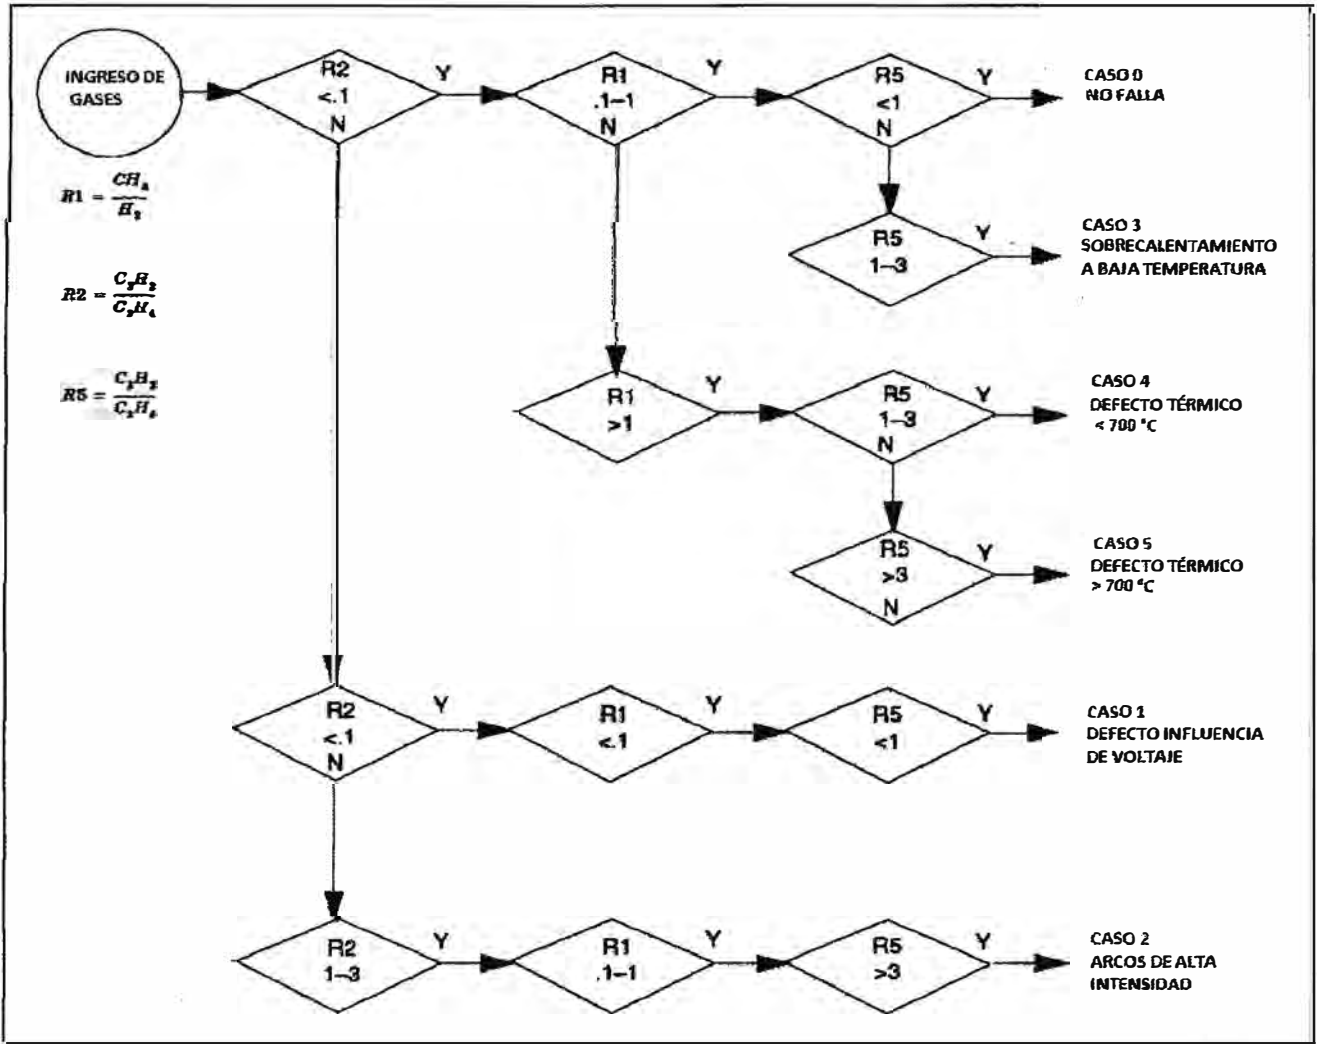 INGRESO DE
GASES
R2
<.1
N
Y
R1
.1–1
N
Y
R5
<1
N
Y
CASO 0
NO FALLA
R1 = CH4 / H2
R2 = C2H2 / C2H4
R5 = C2H2 / C2H4
R5
1–3
Y
CASO 3
SOBRECALENTAMIENTO
A BAJA TEMPERATURA
R1
>1
Y
R5
1–3
N
Y
CASO 4
DEFECTO TÉRMICO
< 700 °C
R5
>3
N
Y
CASO 5
DEFECTO TÉRMICO
> 700 °C
R2
<.1
N
Y
R1
<.1
Y
R5
<1
Y
CASO 1
DEFECTO INFLUENCIA
DE VOLTAJE
R2
1–3
Y
R1
.1–1
Y
R5
>3
Y
CASO 2
ARCOS DE ALTA
INTENSIDAD